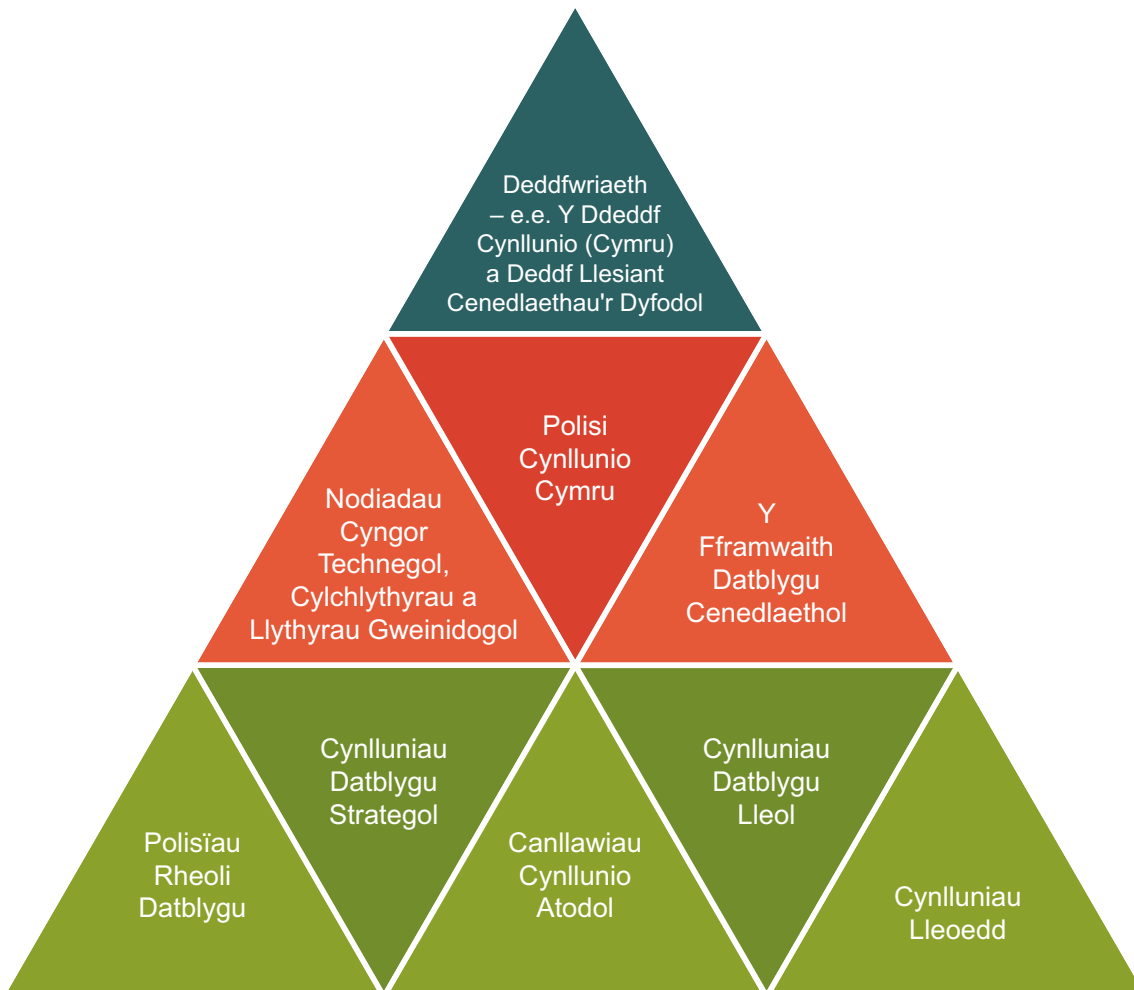 Deddfwriaeth
– e.e. Y Ddeddf
Cynllunio (Cymru)
a Deddf Llesiant
Cenedlaethau'r Dyfodol
Polisi
Cynllunio
Cymru
Nodiadau
Cyngor
Technegol,
Cylchlythyrau a
Llythyrau Gweinidogol
Y
Fframwaith
Datblygu
Cenedlaethol
Cynlluniau
Datblygu
Strategol
Cynlluniau
Datblygu
Lleol
Polisïau
Rheoli
Datblygu
Canllawiau
Cynllunio
Atodol
Cynlluniau
Lleoedd